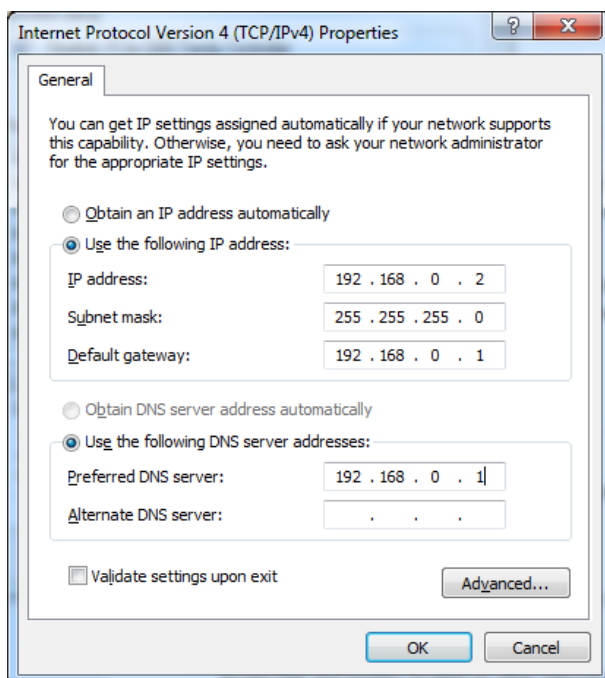 Internet Protocol Version 4 (TCP/IPv4) Properties
General
You can get IP settings assigned automatically if your network supports
this capability. Otherwise, you need to ask your network administrator
for the appropriate IP settings.
Obtain an IP address automatically
Use the following IP address:
IP address: 192 . 168 . 0 . 2
Subnet mask: 255 . 255 . 255 . 0
Default gateway: 192 . 168 . 0 . 1
Obtain DNS server address automatically
Use the following DNS server addresses:
Preferred DNS server: 192 . 168 . 0 . 1
Alternate DNS server: . . .
Validate settings upon exit
Advanced...
OK Cancel